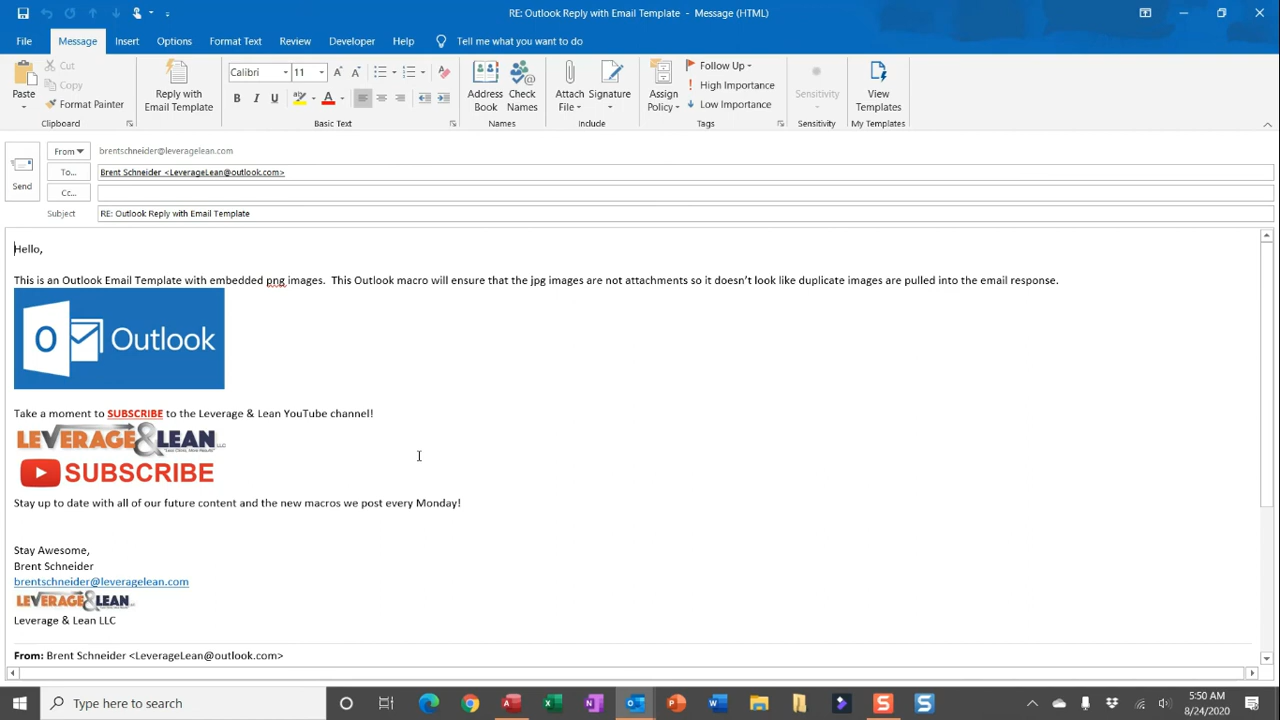 RE: Outlook Reply with Email Template - Message (HTML)
File Message Insert Options Format Text Review Developer Help Tell me what you want to do
Paste
Cut
Copy
Format Painter
Clipboard
Reply with
Email Template
Calibri 11
B I U A
Basic Text
Address
Book
Check
Names
Names
Attach
File
Signature
Include
Assign
Policy
Follow Up
High Importance
Low Importance
Tags
Sensitivity
Sensitivity
View
Templates
My Templates
Send
From brentschneider@leveragelean.com
To... Brent Schneider <LeverageLean@outlook.com>
Cc...
Subject RE: Outlook Reply with Email Template
Hello,
This is an Outlook Email Template with embedded png images. This Outlook macro will ensure that the jpg images are not attachments so it doesn't look like duplicate images are pulled into the email response.
O Outlook
Take a moment to SUBSCRIBE to the Leverage & Lean YouTube channel!
LEVERAGE&LEAN
SUBSCRIBE
Stay up to date with all of our future content and the new macros we post every Monday!
Stay Awesome,
Brent Schneider
brentschneider@leveragelean.com
LEVERAGE&LEAN
Leverage & Lean LLC
From: Brent Schneider <LeverageLean@outlook.com>
Type here to search
5:50 AM
8/24/2020